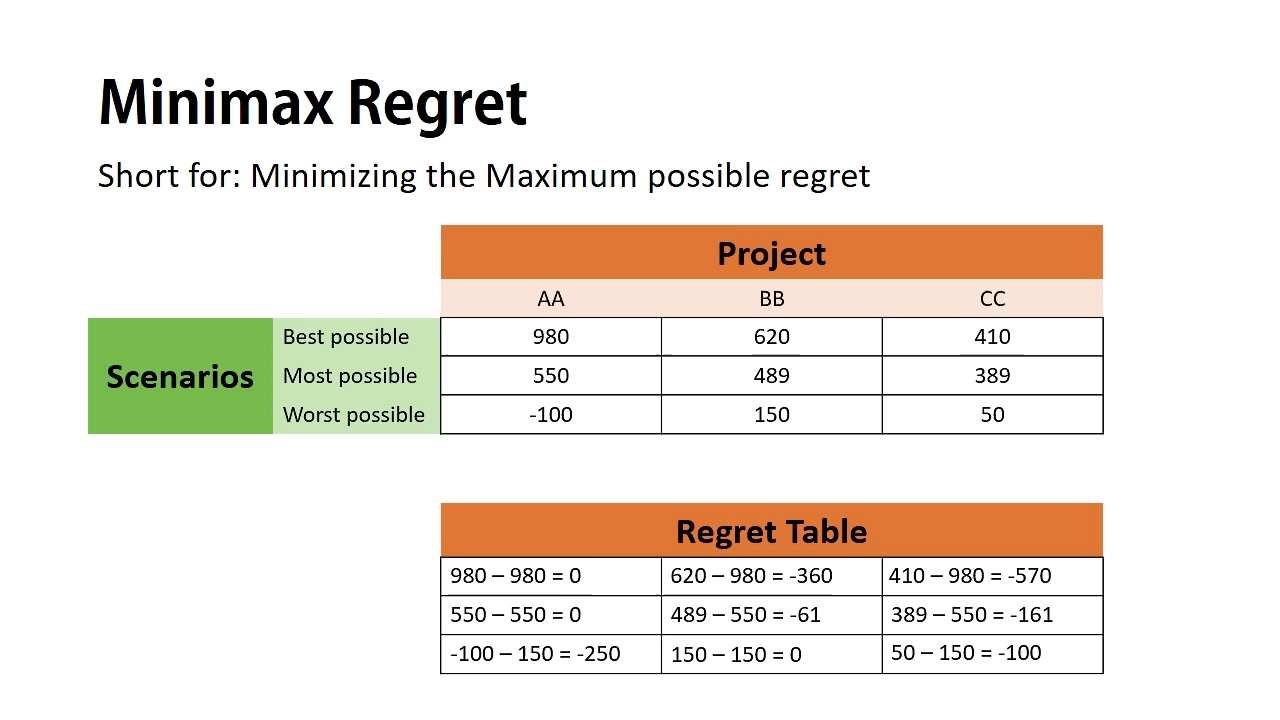 Minimax Regret
Short for: Minimizing the Maximum possible regret
Project
AA BB CC
Scenarios
Best possible 980 620 410
Most possible 550 489 389
Worst possible -100 150 50
Regret Table
980 – 980 = 0 620 – 980 = -360 410 – 980 = -570
550 – 550 = 0 489 – 550 = -61 389 – 550 = -161
-100 – 150 = -250 150 – 150 = 0 50 – 150 = -100